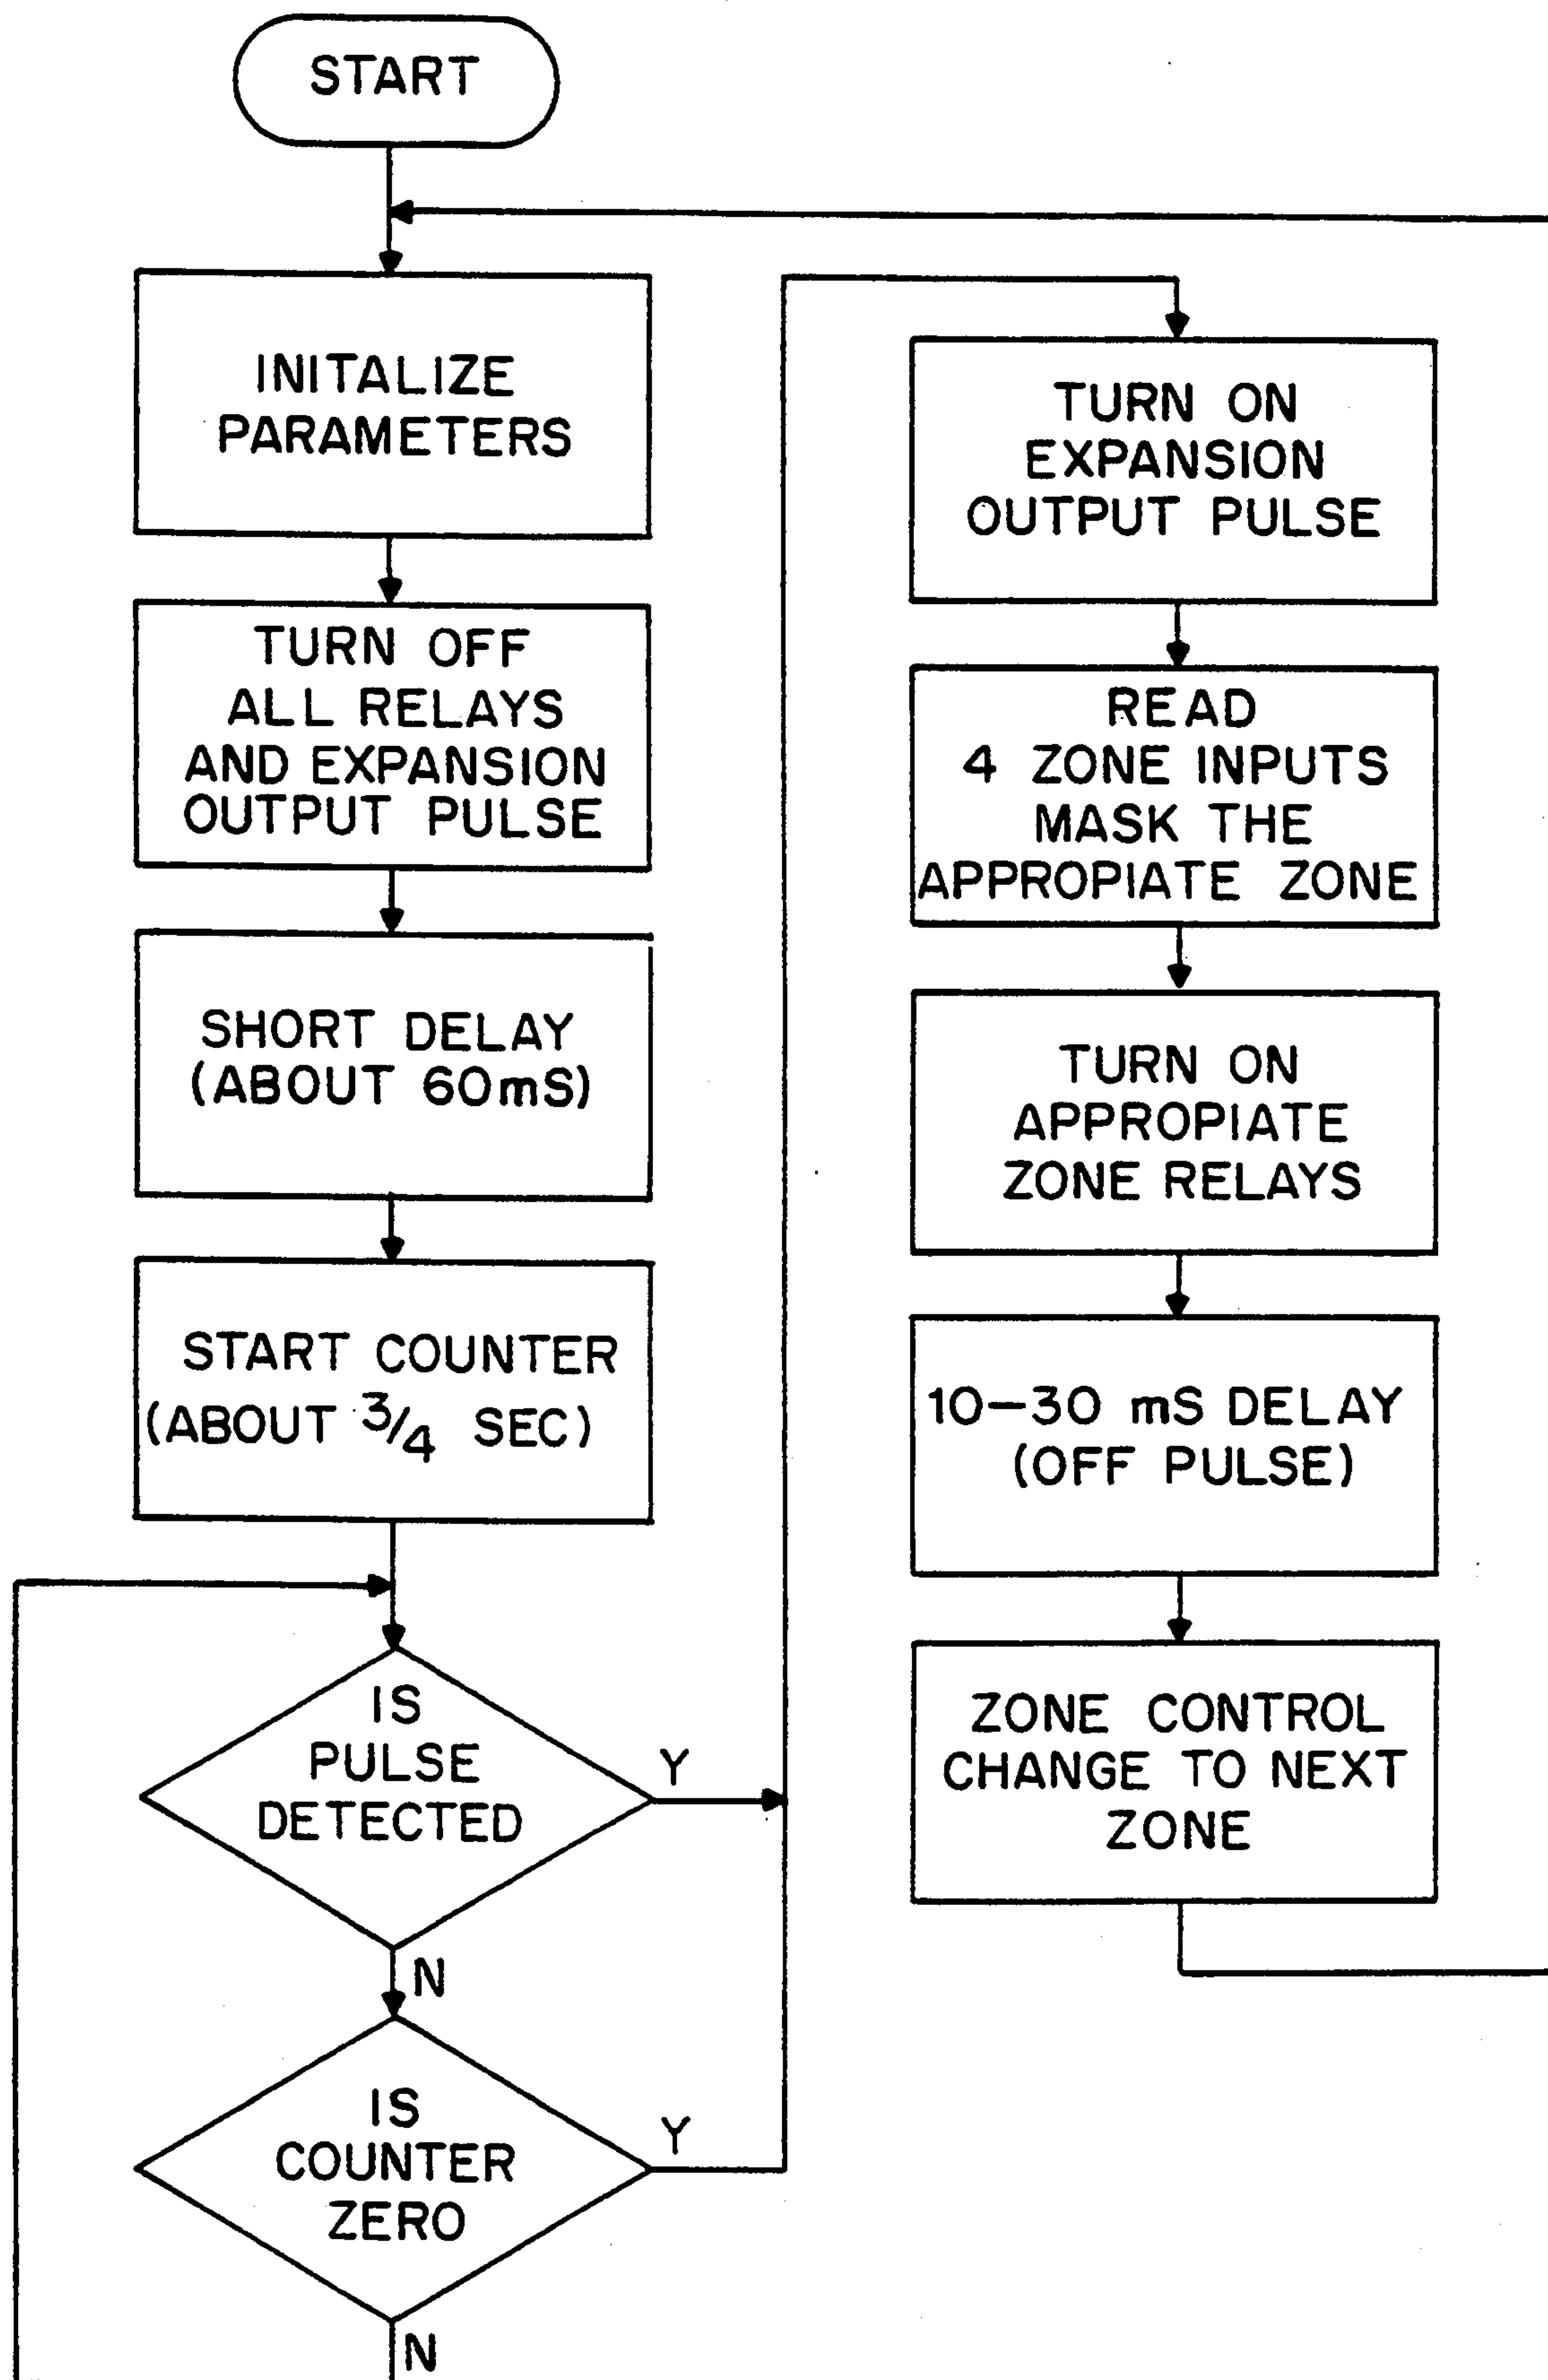 START
INITALIZE
PARAMETERS
TURN OFF
ALL RELAYS
AND EXPANSION
OUTPUT PULSE
SHORT DELAY
(ABOUT 60mS)
START COUNTER
(ABOUT 3/4 SEC)
IS
PULSE
DETECTED
Y
N
IS
COUNTER
ZERO
Y
N
TURN ON
EXPANSION
OUTPUT PULSE
READ
4 ZONE INPUTS
MASK THE
APPROPIATE ZONE
TURN ON
APPROPIATE
ZONE RELAYS
10-30 mS DELAY
(OFF PULSE)
ZONE CONTROL
CHANGE TO NEXT
ZONE